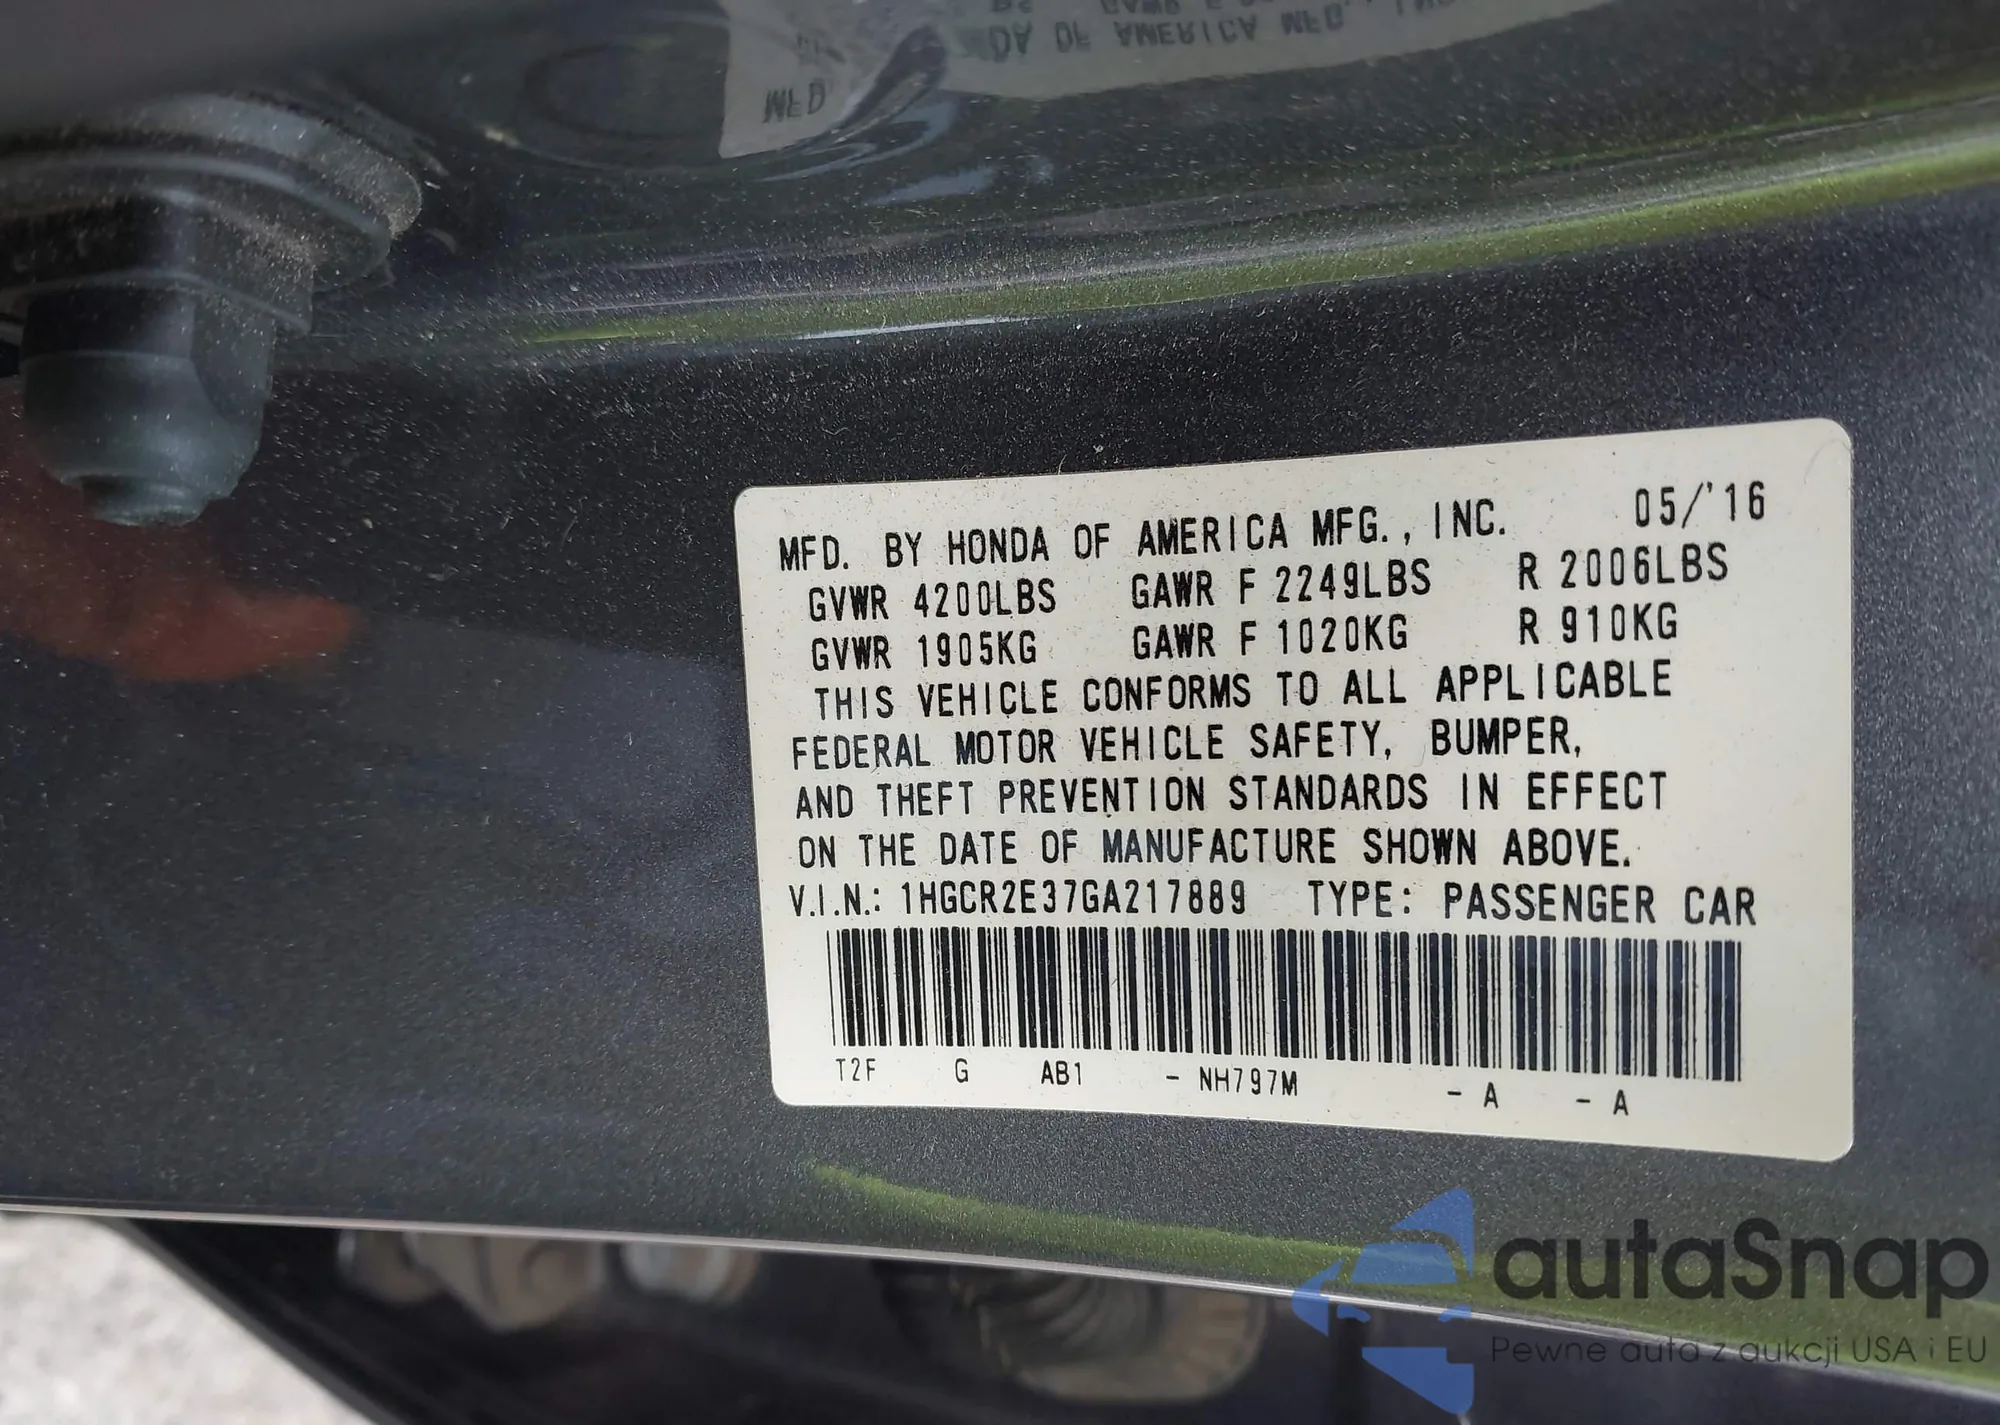 MFD. BY HONDA OF AMERICA MFG., INC. 05/'16
GVWR 4200LBS GAWR F 2249LBS R 2006LBS
GVWR 1905KG GAWR F 1020KG R 910KG
THIS VEHICLE CONFORMS TO ALL APPLICABLE
FEDERAL MOTOR VEHICLE SAFETY, BUMPER,
AND THEFT PREVENTION STANDARDS IN EFFECT
ON THE DATE OF MANUFACTURE SHOWN ABOVE.
V.I.N.: 1HGCR2E37GA217889 TYPE: PASSENGER CAR
T2F G AB1 - NH797M - A - A
autaSnap
Pewne auta z aukcji USA i EU